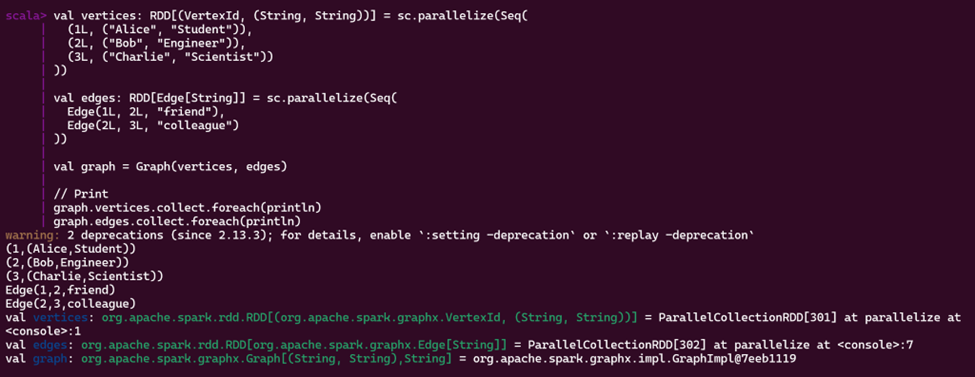 scala> val vertices: RDD[(VertexId, (String, String))] = sc.parallelize(Seq(
     |   (1L, ("Alice", "Student")),
     |   (2L, ("Bob", "Engineer")),
     |   (3L, ("Charlie", "Scientist"))
     | ))
     |
     | val edges: RDD[Edge[String]] = sc.parallelize(Seq(
     |   Edge(1L, 2L, "friend"),
     |   Edge(2L, 3L, "colleague")
     | ))
     |
     | val graph = Graph(vertices, edges)
     |
     | // Print
     | graph.vertices.collect.foreach(println)
     | graph.edges.collect.foreach(println)
warning: 2 deprecations (since 2.13.3); for details, enable `:setting -deprecation` or `:replay -deprecation`
(1,(Alice,Student))
(2,(Bob,Engineer))
(3,(Charlie,Scientist))
Edge(1,2,friend)
Edge(2,3,colleague)
val vertices: org.apache.spark.rdd.RDD[(org.apache.spark.graphx.VertexId, (String, String))] = ParallelCollectionRDD[301] at parallelize at
<console>:1
val edges: org.apache.spark.rdd.RDD[org.apache.spark.graphx.Edge[String]] = ParallelCollectionRDD[302] at parallelize at <console>:7
val graph: org.apache.spark.graphx.Graph[(String, String),String] = org.apache.spark.graphx.impl.GraphImpl@7eeb1119